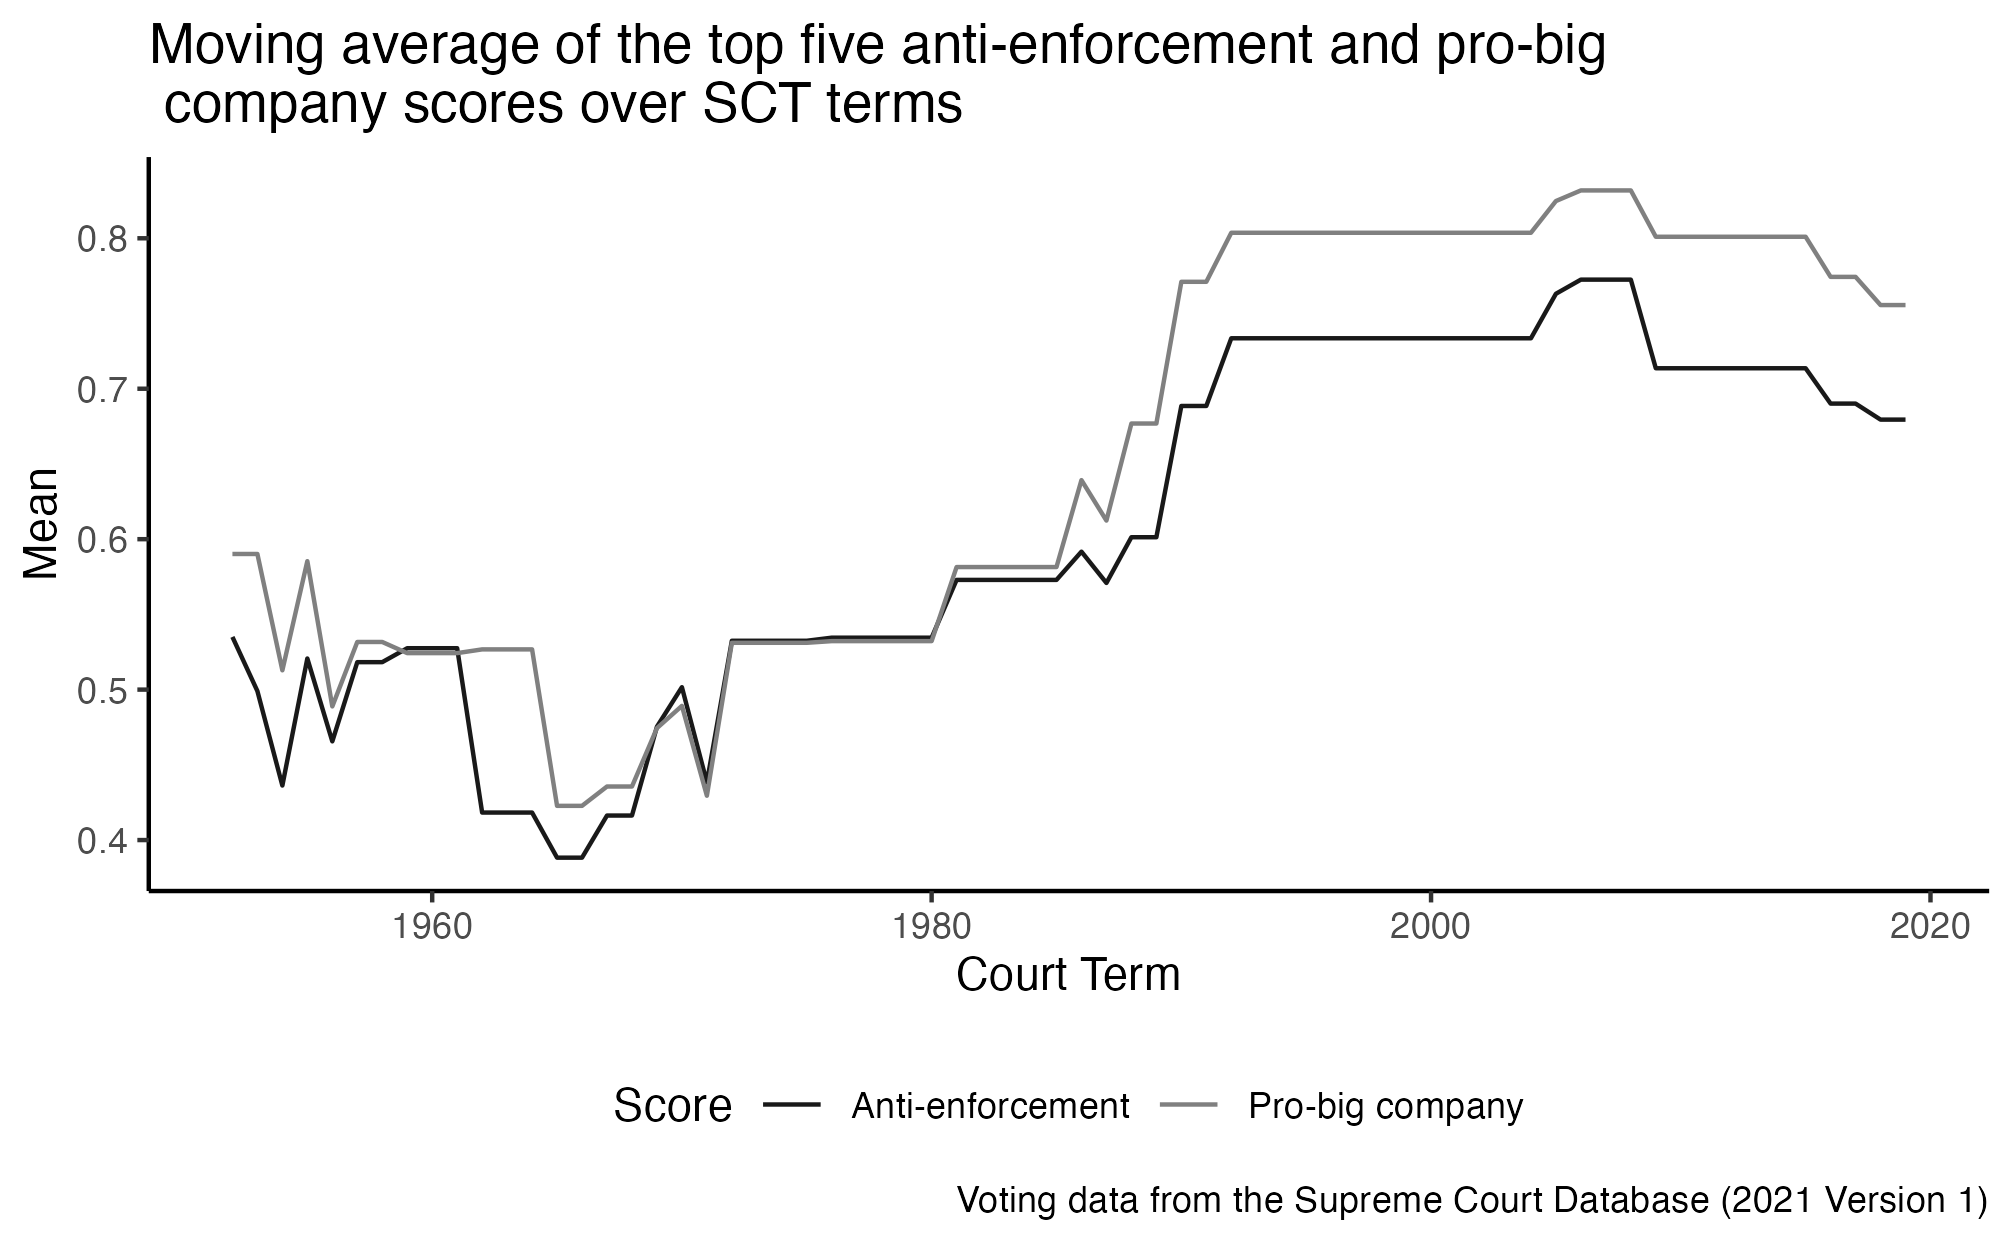 Moving average of the top five anti-enforcement and pro-big
company scores over SCT terms
0.8
0.7
0.6
0.5
0.4
Mean
1960 1980 2000 2020
Court Term
Score Anti-enforcement Pro-big company
Voting data from the Supreme Court Database (2021 Version 1)